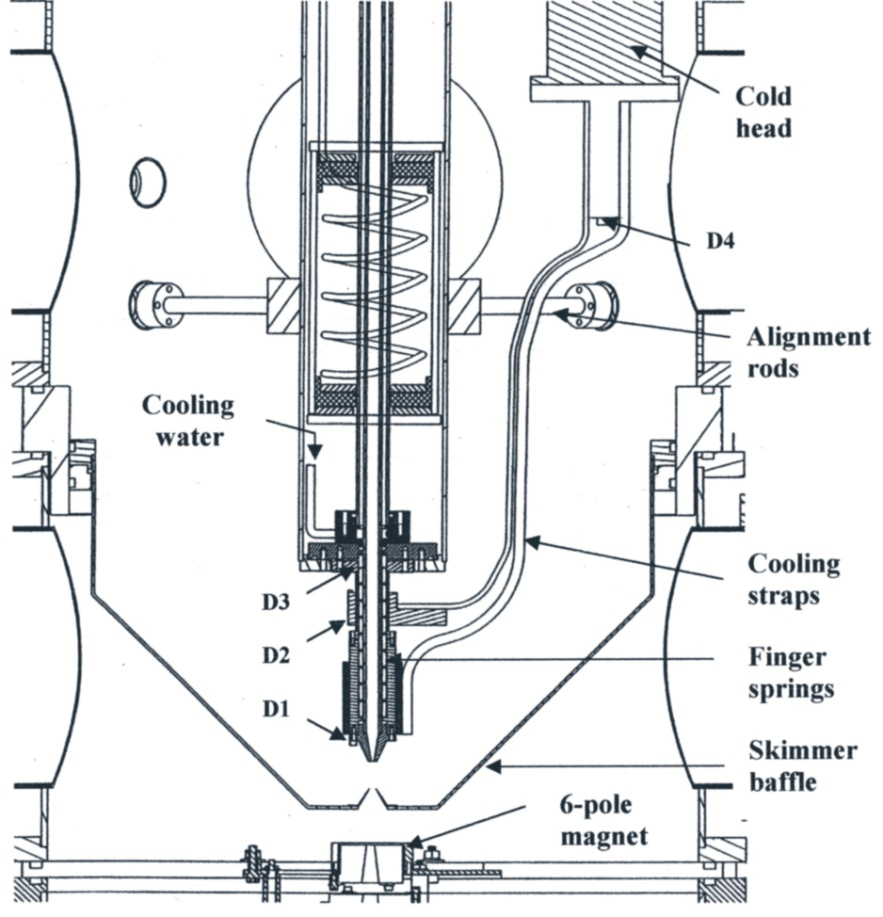 Cold
head
D4
Alignment
rods
Cooling
water
Cooling
straps
D3
D2
Finger
springs
D1
Skimmer
baffle
6-pole
magnet